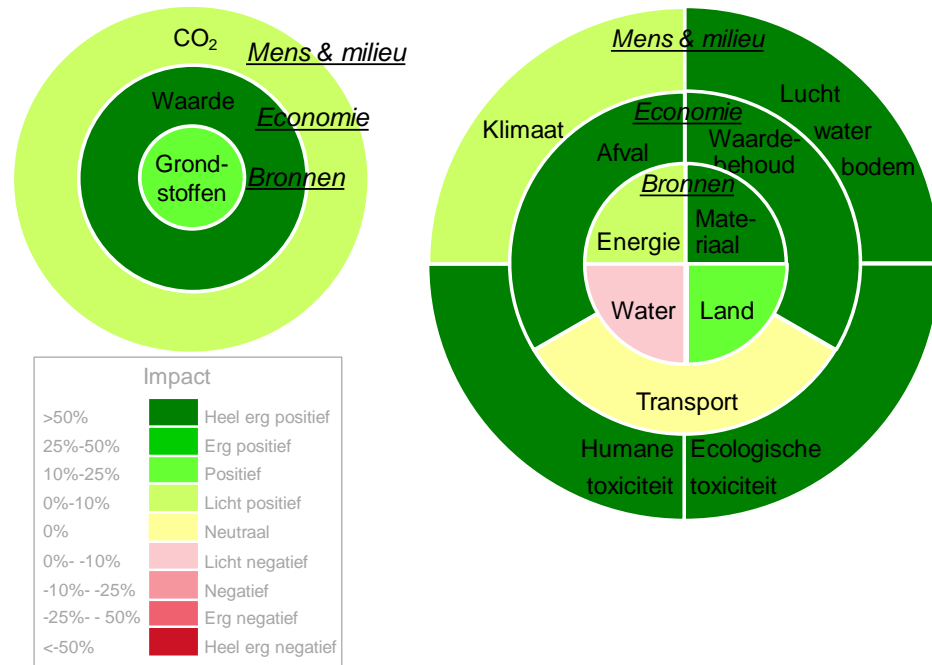 CO₂
Mens & milieu
Waarde
Economie
Grond-
stoffen
Bronnen
Mens & milieu
Lucht
water
bodem
Klimaat
Economie
Afval
Waarde-
behoud
Bronnen
Energie
Mate-
riaal
Water
Land
Transport
Humane
toxiciteit
Ecologische
toxiciteit
Impact
>50% Heel erg positief
25%-50% Erg positief
10%-25% Positief
0%-10% Licht positief
0% Neutraal
0%- -10% Licht negatief
-10%- -25% Negatief
-25%- - 50% Erg negatief
<-50% Heel erg negatief